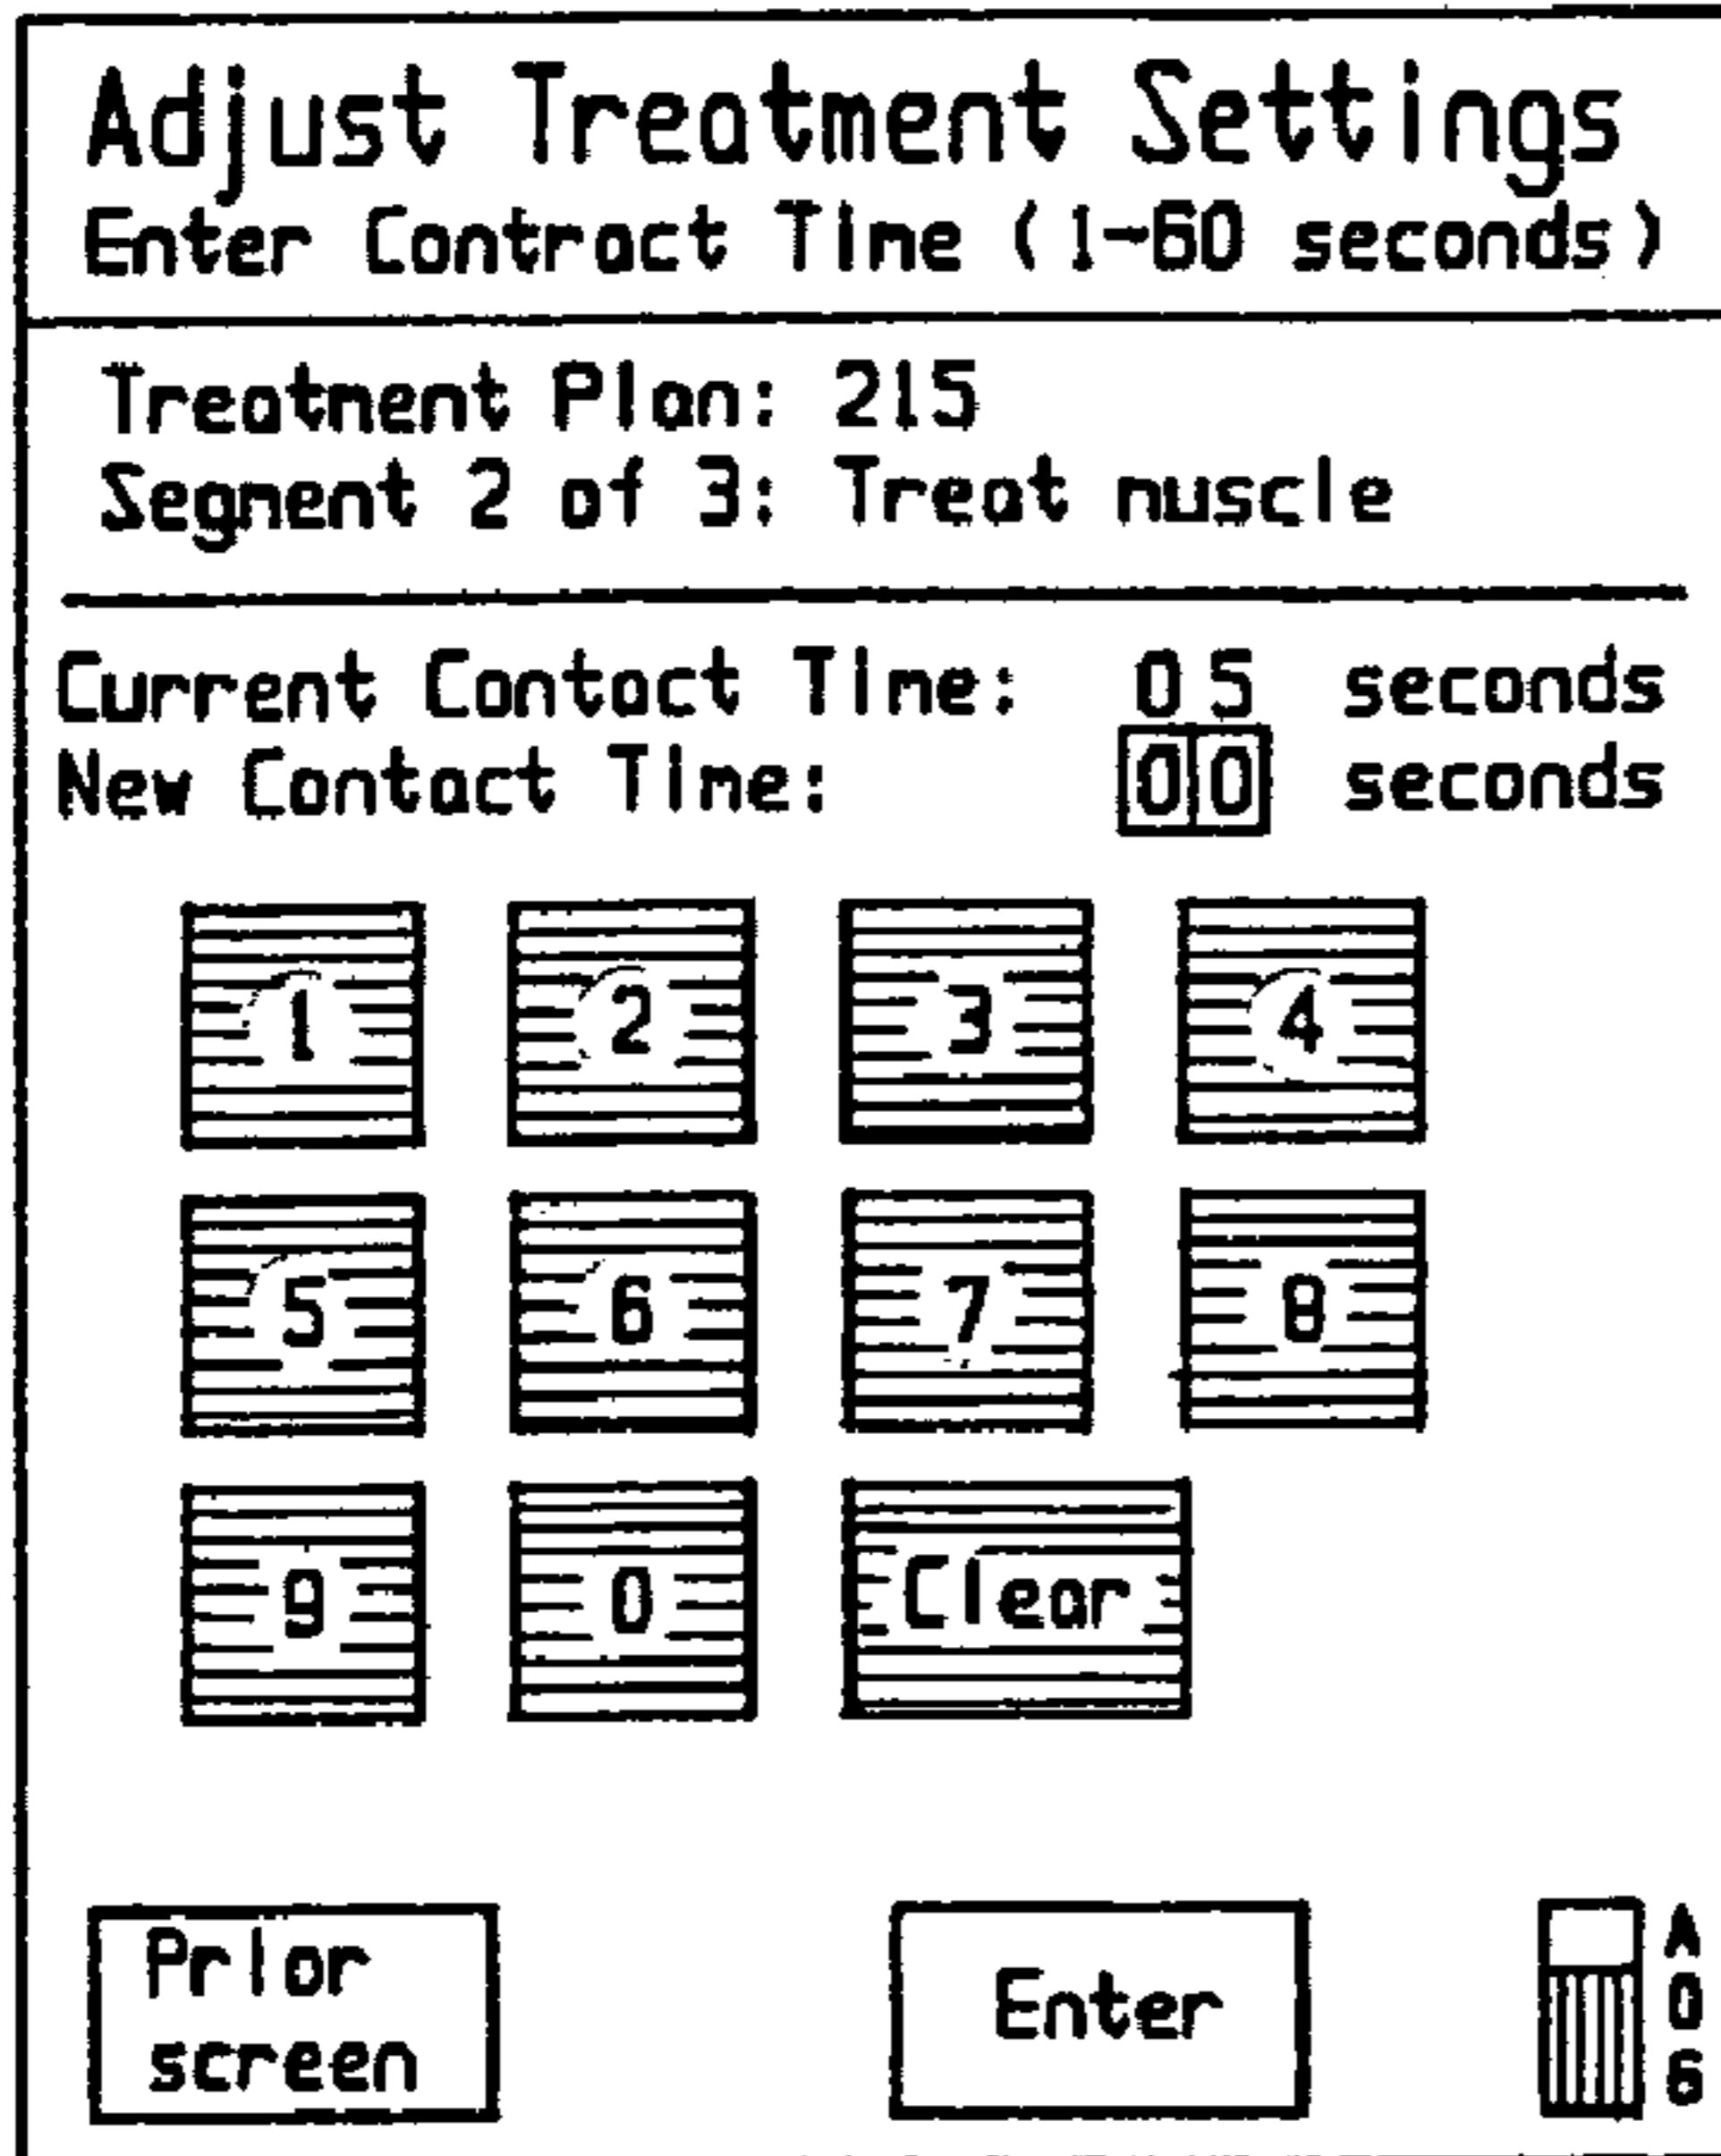 Adjust Treatment Settings
Enter Contract Time (1-60 seconds)
Treatment Plan: 215
Segment 2 of 3: Treat muscle
Current Contact Time: 05 seconds
New Contact Time: 00 seconds
1 2 3 4
5 6 7 8
9 0 Clear
Prior
screen
Enter
A06